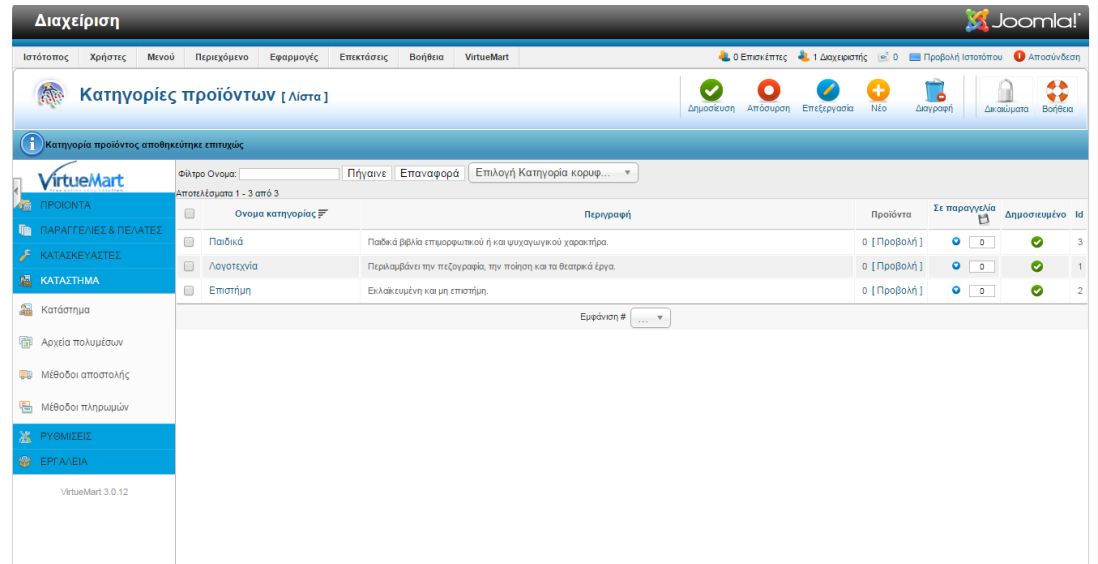 Διαχείριση
Joomla!
Ιστότοπος Χρήστες Μενού Περιεχόμενο Εφαρμογές Επεκτάσεις Βοήθεια VirtueMart 0 Επισκέπτες 1 Διαχειριστής 0 Προβολή Ιστοτόπου Αποσύνδεση
Κατηγορίες προϊόντων [ Λίστα ]
Δημοσίευση Απόσυρση Επεξεργασία Νέο Διαγραφή Δικαιώματα Βοήθεια
Κατηγορία προϊόντος αποθηκεύτηκε επιτυχώς
VirtueMart
Φίλτρο Ονομα: Πήγαινε Επαναφορά Επιλογή Κατηγορία κορυφ...
Αποτελέσματα 1 - 3 από 3
Ονομα κατηγορίας Περιγραφή Προϊόντα Σε παραγγελία Δημοσιευμένο Id
Παιδικά Παιδικά βιβλία επιμορφωτικού ή και ψυχαγωγικού χαρακτήρα. 0 [ Προβολή ] 0 3
Λογοτεχνία Περιλαμβάνει την πεζογραφία, την ποίηση και τα θεατρικά έργα. 0 [ Προβολή ] 0 1
Επιστήμη Εκλαϊκευμένη και μη επιστήμη. 0 [ Προβολή ] 0 2
Εμφάνιση # ...
ΠΡΟΪΟΝΤΑ
ΠΑΡΑΓΓΕΛΙΕΣ & ΠΕΛΑΤΕΣ
ΚΑΤΑΣΚΕΥΑΣΤΕΣ
ΚΑΤΑΣΤΗΜΑ
Κατάστημα
Αρχεία πολυμέσων
Μέθοδοι αποστολής
Μέθοδοι πληρωμών
ΡΥΘΜΙΣΕΙΣ
ΕΡΓΑΛΕΙΑ
VirtueMart 3.0.12